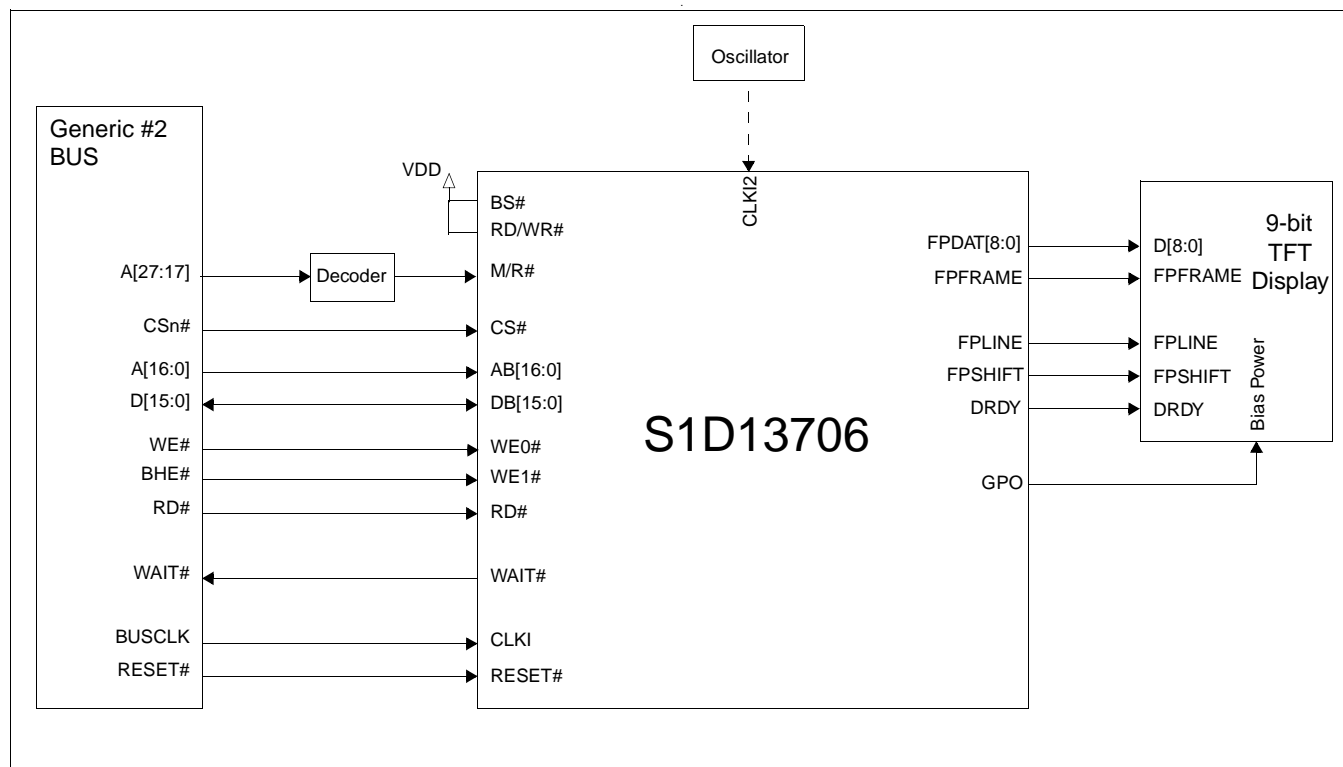 Oscillator
Generic #2
BUS
VDD
BS#
RD/WR#
CLKI2
A[27:17]
Decoder
M/R#
CSn#
CS#
A[16:0]
AB[16:0]
D[15:0]
DB[15:0]
WE#
WE0#
BHE#
WE1#
RD#
RD#
WAIT#
WAIT#
BUSCLK
CLKI
RESET#
RESET#
S1D13706
FPDAT[8:0]
FPFRAME
FPLINE
FPSHIFT
DRDY
GPO
D[8:0]
FPFRAME
FPLINE
FPSHIFT
DRDY
9-bit
TFT
Display
Bias Power